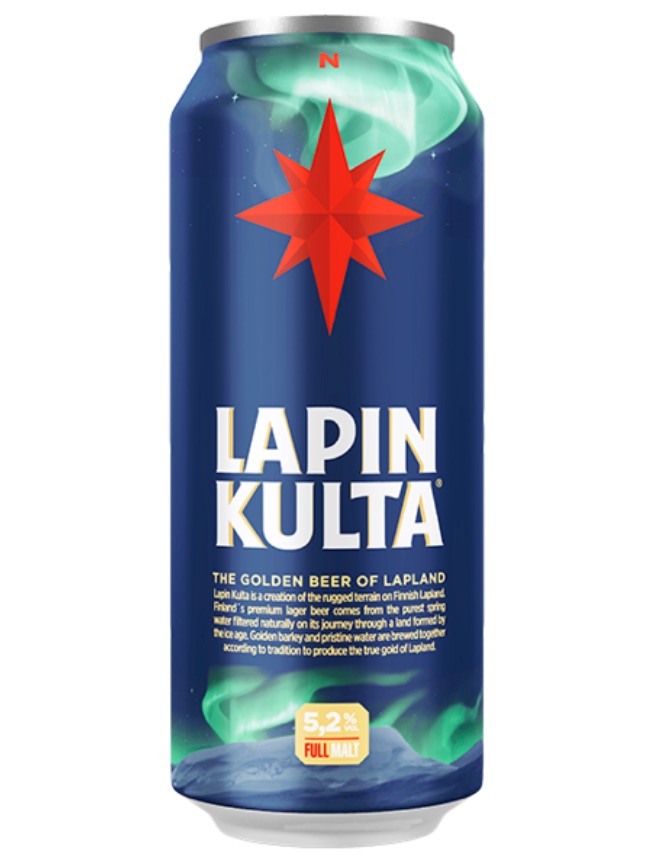 N
LAPIN
KULTA®
THE GOLDEN BEER OF LAPLAND
Lapin Kulta is a creation of the rugged terrain on Finnish Lapland.
Finland´s premium lager beer comes from the purest spring
water filtered naturally on its journey through a land formed by
the ice age. Golden barley and pristine water are brewed together
according to tradition to produce the true gold of Lapland.
5,2% VOL.
FULL MALT